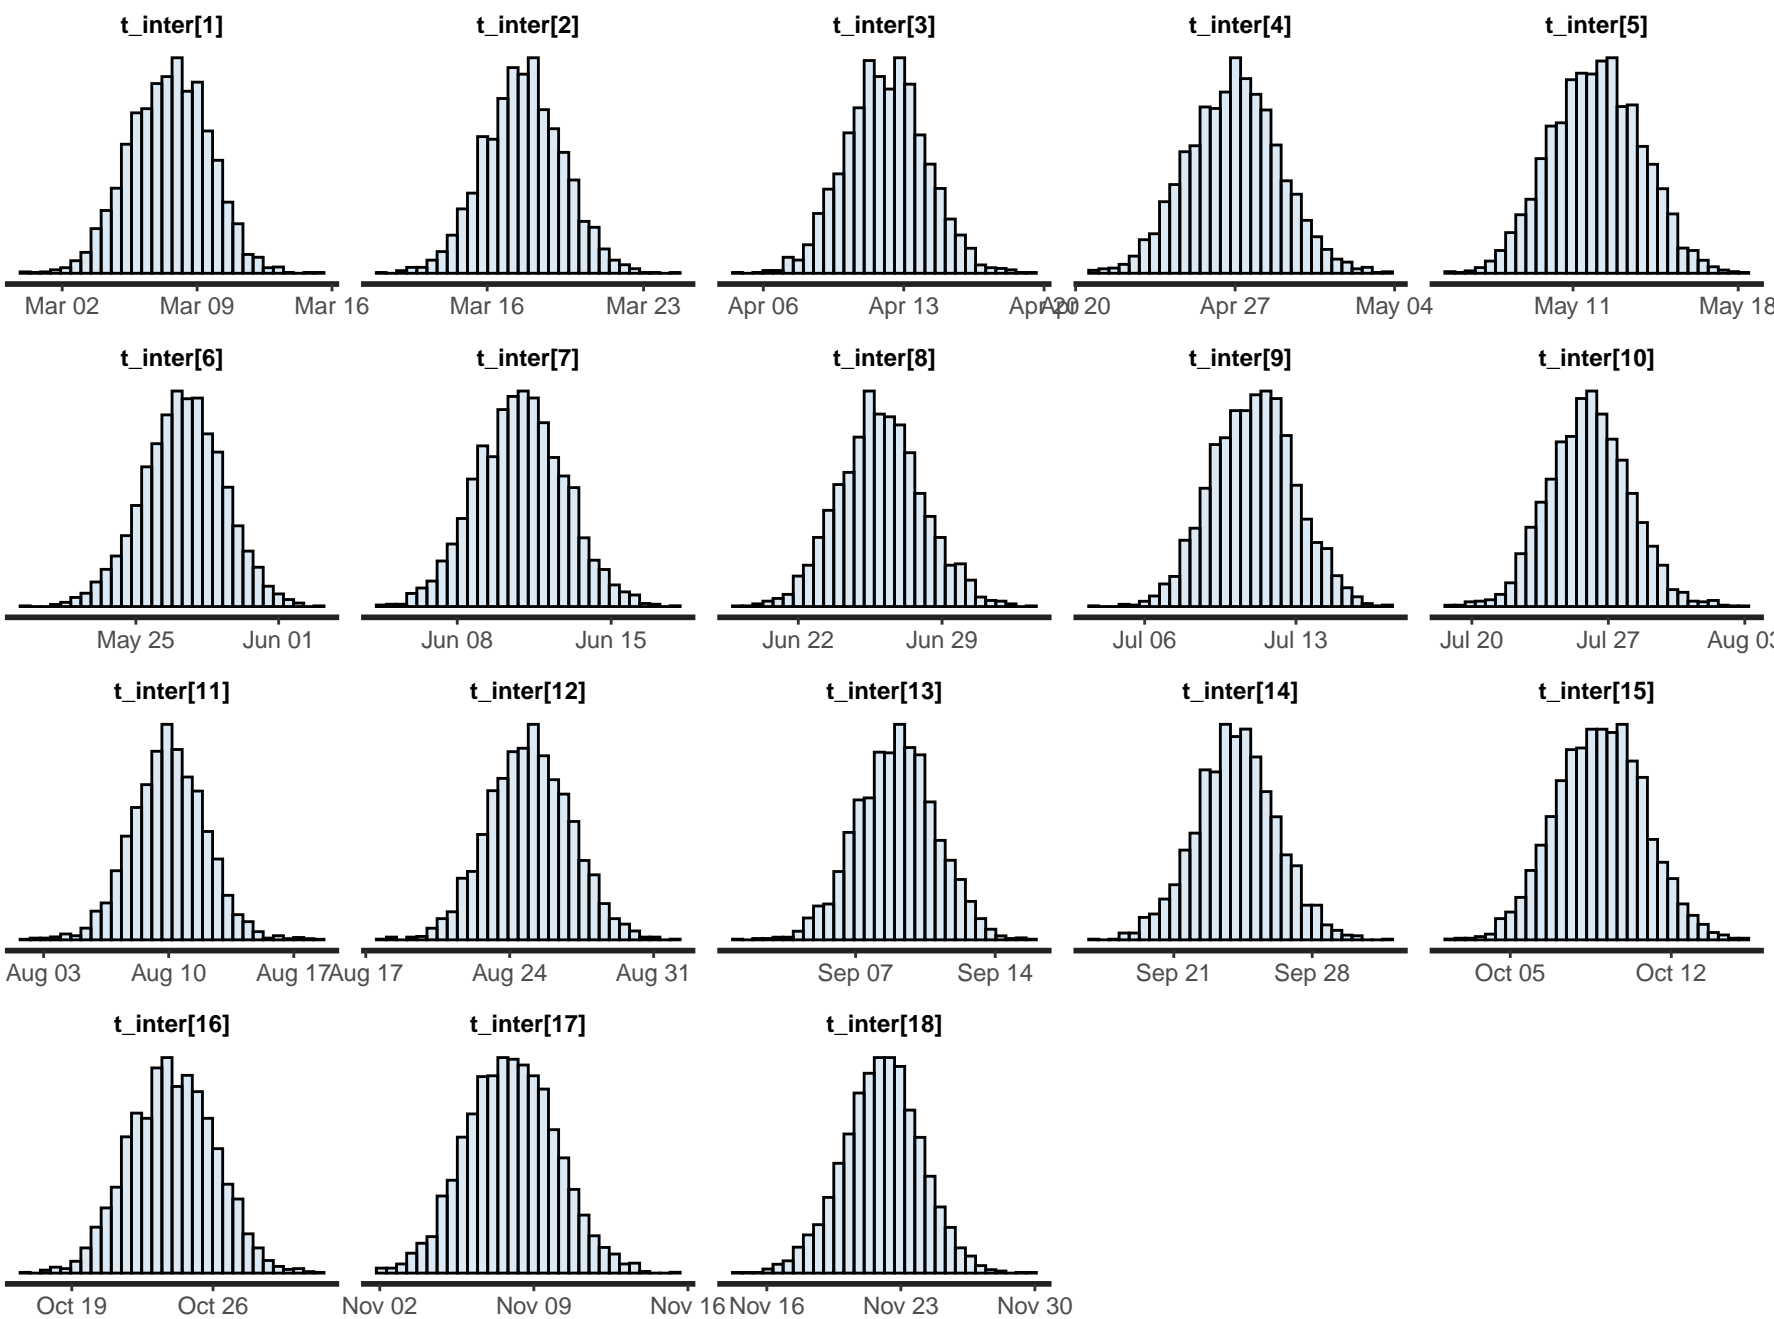 t_inter[1] t_inter[2] t_inter[3] t_inter[4] t_inter[5]
Mar 02 Mar 09 Mar 16 Mar 16 Mar 23 Apr 06 Apr 13 Apr 20 Apr 20 Apr 27 May 04 May 11 May 18
t_inter[6] t_inter[7] t_inter[8] t_inter[9] t_inter[10]
May 25 Jun 01 Jun 08 Jun 15 Jun 22 Jun 29 Jul 06 Jul 13 Jul 20 Jul 27 Aug 03
t_inter[11] t_inter[12] t_inter[13] t_inter[14] t_inter[15]
Aug 03 Aug 10 Aug 17 Aug 17 Aug 24 Aug 31 Sep 07 Sep 14 Sep 21 Sep 28 Oct 05 Oct 12
t_inter[16] t_inter[17] t_inter[18]
Oct 19 Oct 26 Nov 02 Nov 09 Nov 16 Nov 16 Nov 23 Nov 30